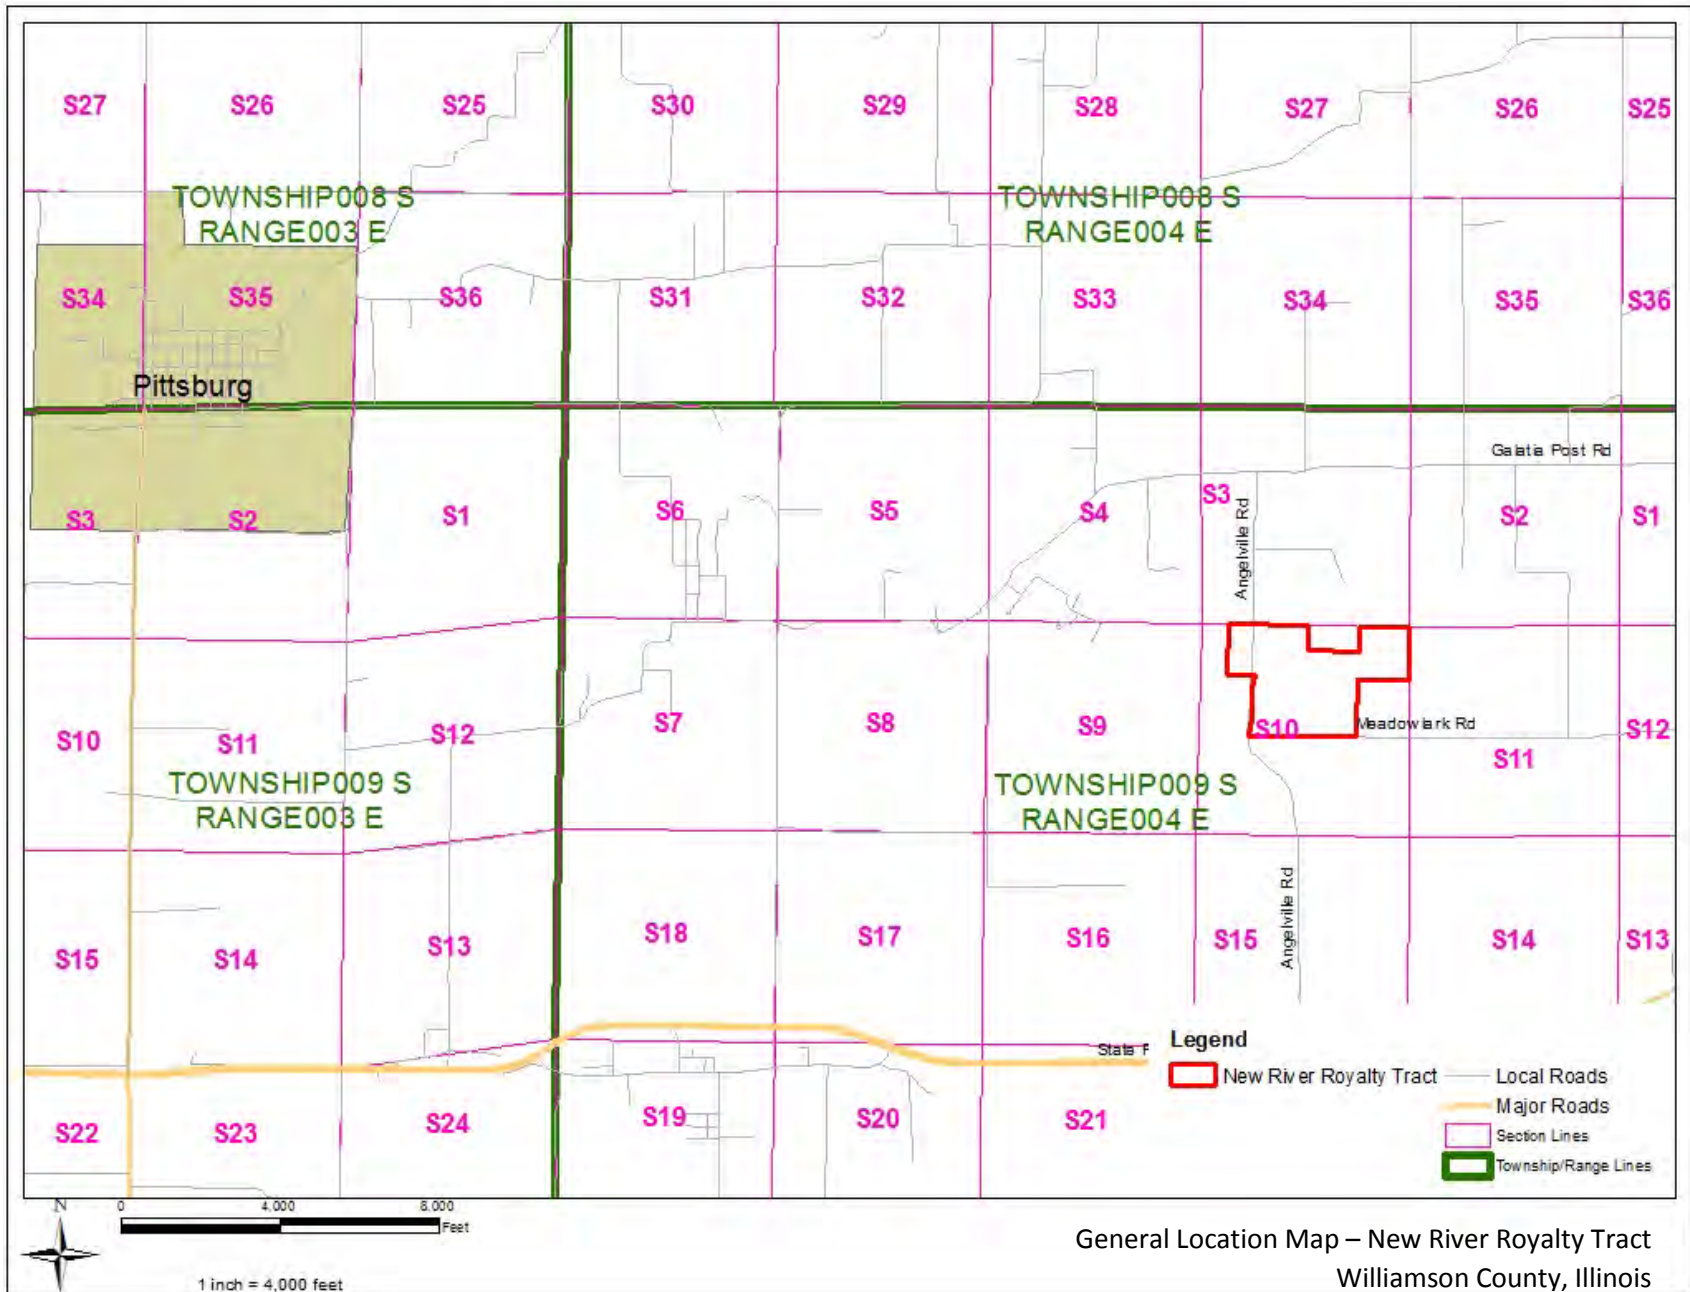 S27 S26 S25 S30 S29 S28 S27 S26 S25
TOWNSHIP008 S
RANGE003 E
TOWNSHIP008 S
RANGE004 E
S34 S35 S36 S31 S32 S33 S34 S35 S36
Pittsburg
Galatia Post Rd
S3 S2 S1 S6 S5 S4 S3 S2 S1
Angelville Rd
S10 S11 S12 S7 S8 S9 S10 S11 S12
Meadowlark Rd
TOWNSHIP009 S
RANGE003 E
TOWNSHIP009 S
RANGE004 E
Angelville Rd
S15 S14 S13 S18 S17 S16 S15 S14 S13
State F
S22 S23 S24 S19 S20 S21
Legend
New River Royalty Tract
Local Roads
Major Roads
Section Lines
Township/Range Lines
N
0 4,000 8,000
Feet
1 inch = 4,000 feet
General Location Map – New River Royalty Tract
Williamson County, Illinois